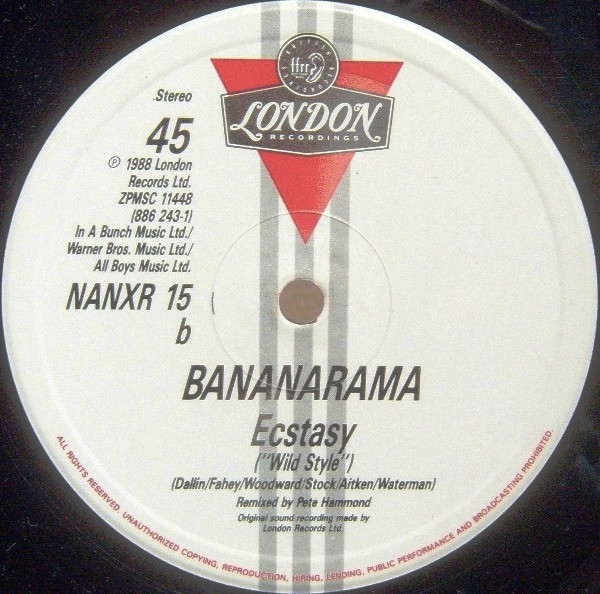 BRITISH RECORDINGS
ffrr
LONDON
RECORDINGS
Stereo
45
℗ 1988 London
Records Ltd.
ZPMSC 11448
(886 243-1)
In A Bunch Music Ltd./
Warner Bros. Music Ltd./
All Boys Music Ltd.
NANXR 15
b
BANANARAMA
Ecstasy
("Wild Style")
(Dallin/Fahey/Woodward/Stock/Aitken/Waterman)
Remixed by Pete Hammond
Original sound recording made by
London Records Ltd.
ALL RIGHTS RESERVED. UNAUTHORIZED COPYING, REPRODUCTION, HIRING, LENDING, PUBLIC PERFORMANCE AND BROADCASTING PROHIBITED.